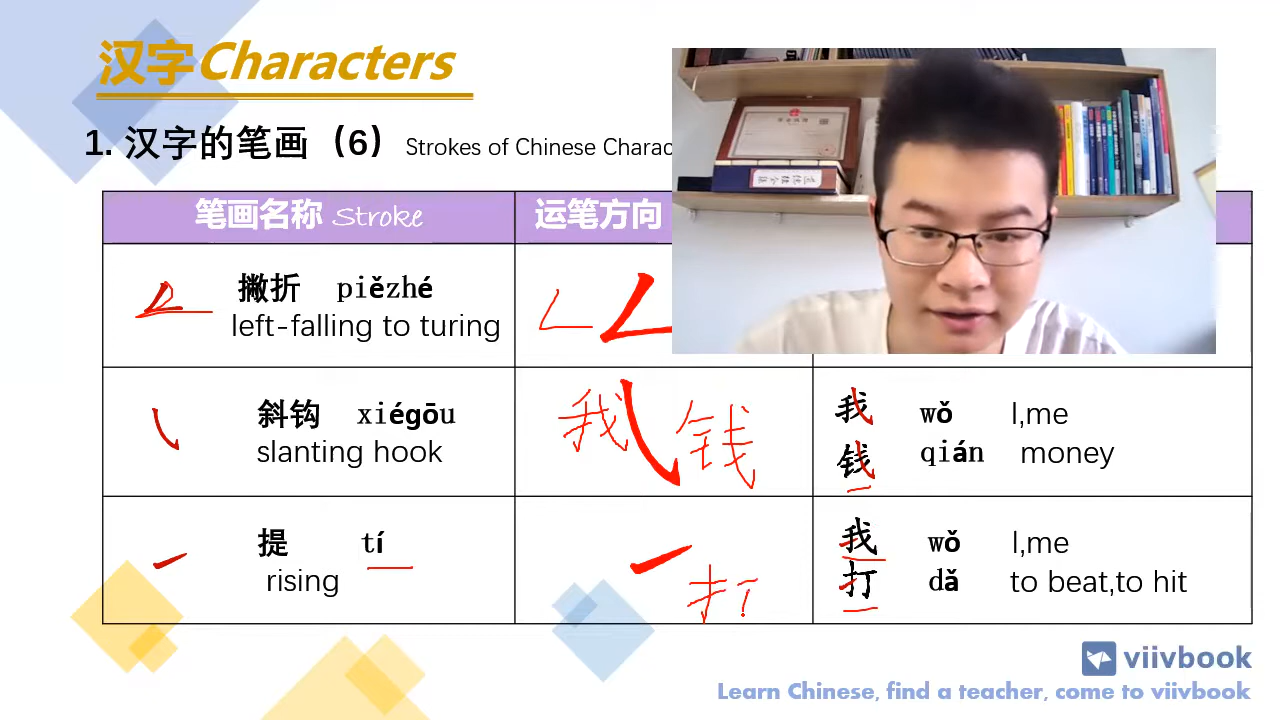 汉字Characters
1. 汉字的笔画（6） Strokes of Chinese Charac
笔画名称 Stroke
运笔方向
撇折 piězhé
left-falling to turing
斜钩 xiégōu
slanting hook
我 钱
我 wǒ I,me
钱 qián money
提 tí
rising
打
我 wǒ I,me
打 dǎ to beat,to hit
viivbook
Learn Chinese, find a teacher, come to viivbook